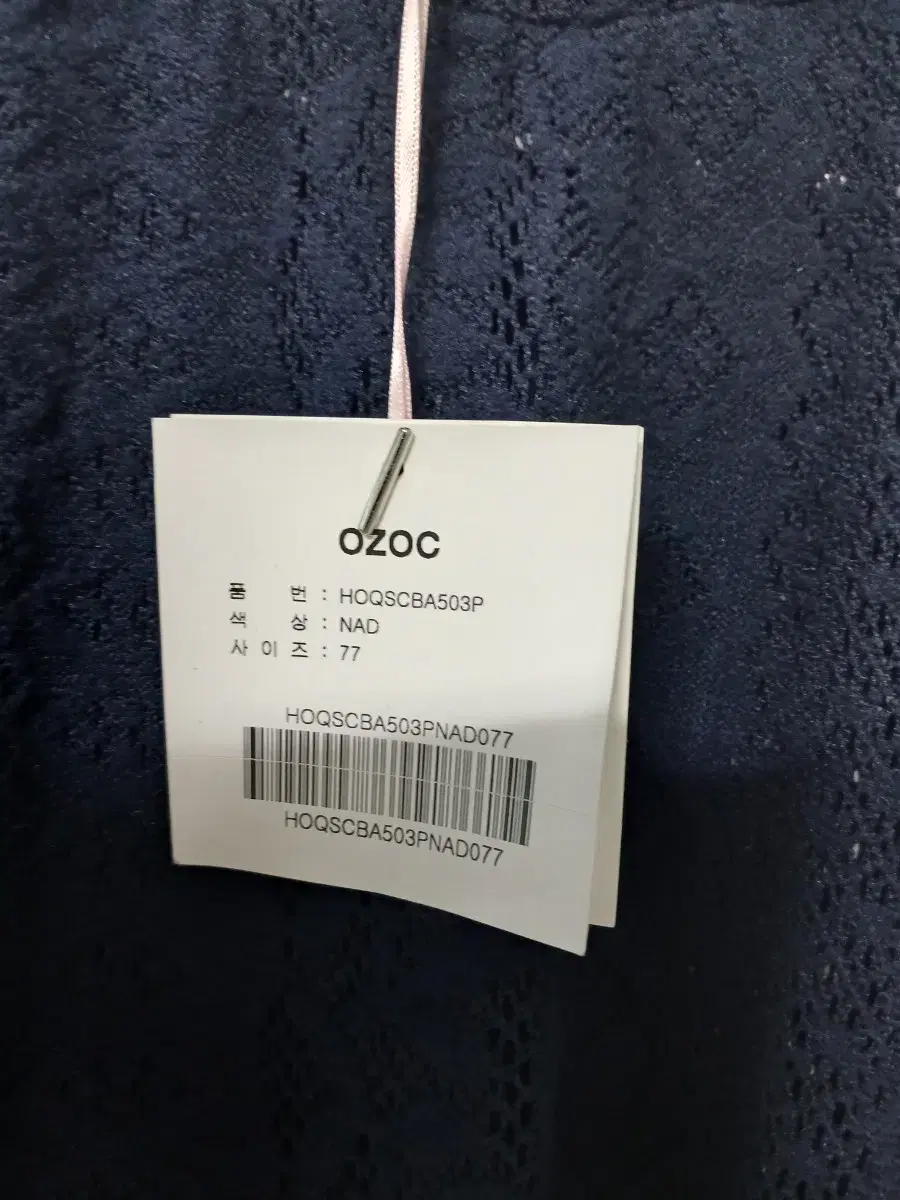 OZOC
품 번 : HOQSCBA503P
색 상 : NAD
사 이 즈 : 77
HOQSCBA503PNAD077
HOQSCBA503PNAD077